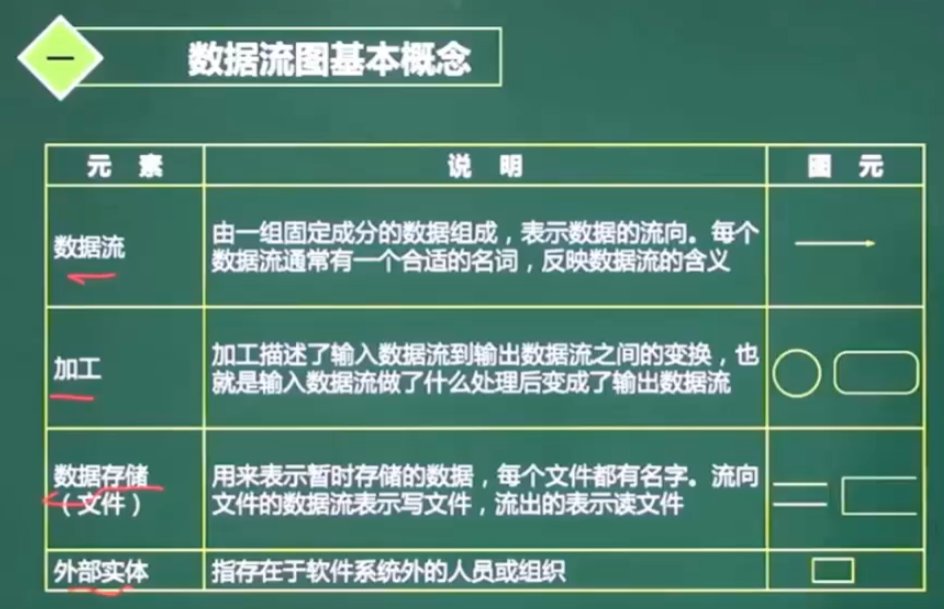 一
数据流图基本概念
元 素 说 明 图 元
数据流
由一组固定成分的数据组成，表示数据的流向。每个
数据流通常有一个合适的名词，反映数据流的含义
加工
加工描述了输入数据流到输出数据流之间的变换，也
就是输入数据流做了什么处理后变成了输出数据流
数据存储
（文件）
用来表示暂时存储的数据，每个文件都有名字。流向
文件的数据流表示写文件，流出的表示读文件
外部实体
指存在于软件系统外的人员或组织